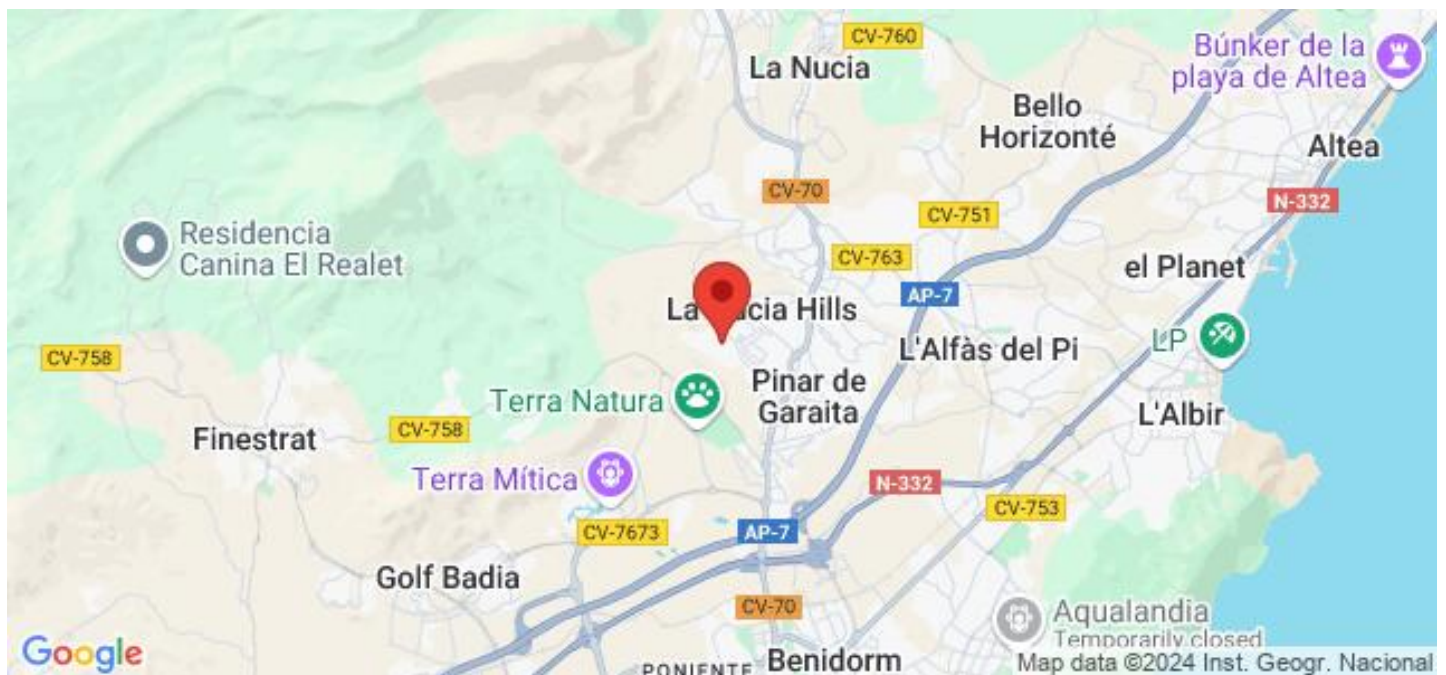 CV-760
La Nucia
Búnker de la
playa de Altea
Bello
Horizonté
Altea
CV-70
N-332
CV-751
Residencia
Canina El Realet
CV-763
el Planet
AP-7
La
cia Hills
LP
CV-758
L'Alfàs del Pi
Pinar de
Garaita
Terra Natura
L'Albir
Finestrat
CV-758
Terra Mítica
N-332
CV-753
CV-7673
AP-7
Golf Badia
CV-70
Aqualandia
Temporarily closed
Google
PONIENTE
Benidorm
Map data ©2024 Inst. Geogr. Nacional